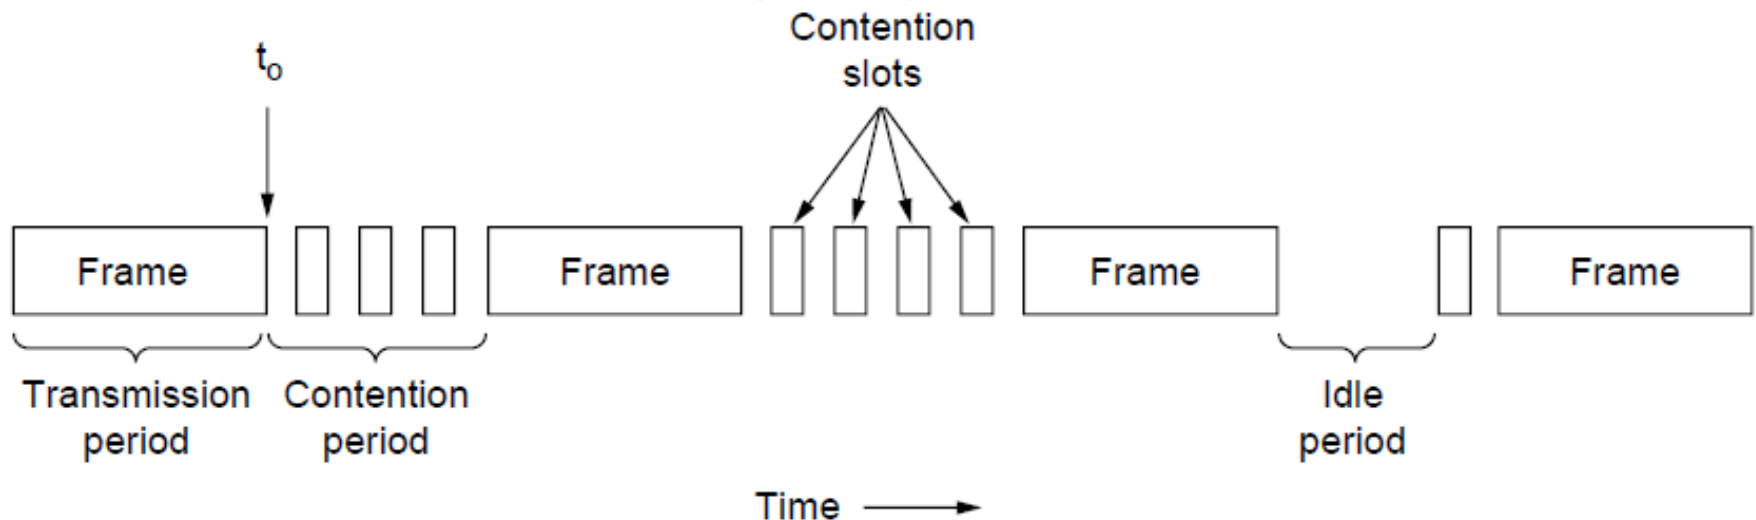 Contention
slots
t₀
Frame
Frame
Frame
Frame
Transmission
period
Contention
period
Idle
period
Time